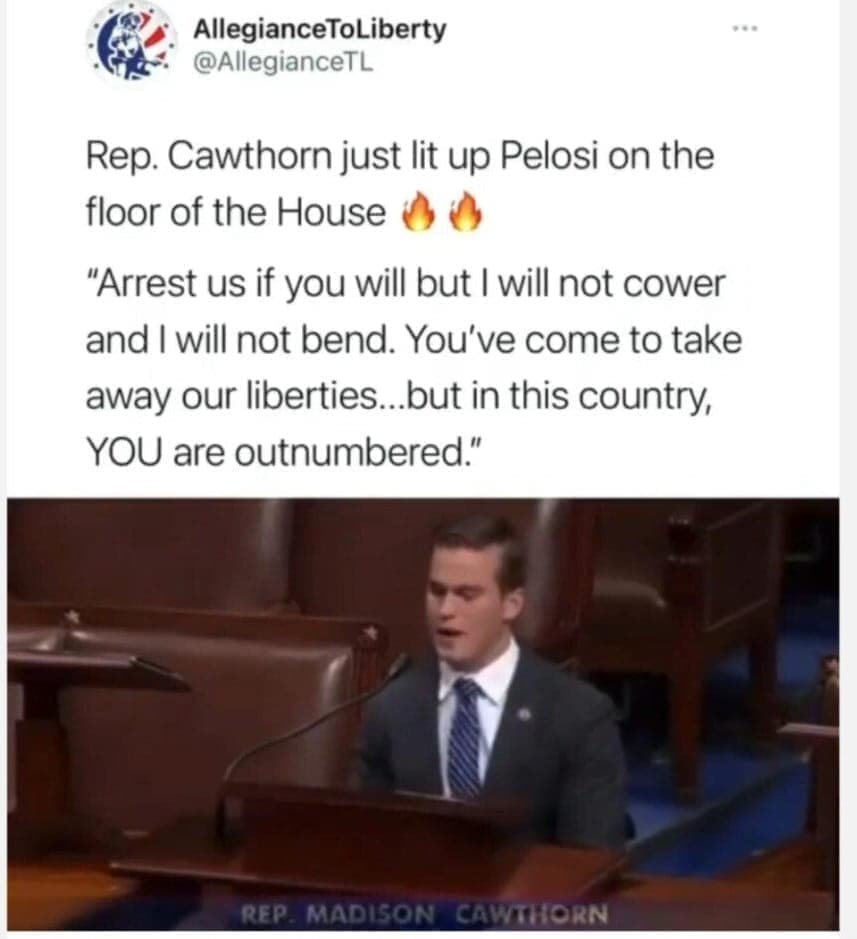 AllegianceToLiberty
@AllegianceTL
Rep. Cawthorn just lit up Pelosi on the
floor of the House 🔥🔥
"Arrest us if you will but I will not cower
and I will not bend. You've come to take
away our liberties...but in this country,
YOU are outnumbered."
REP. MADISON CAWTHORN